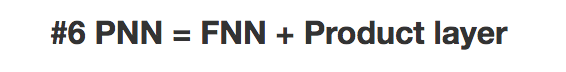 #6 PNN = FNN + Product layer